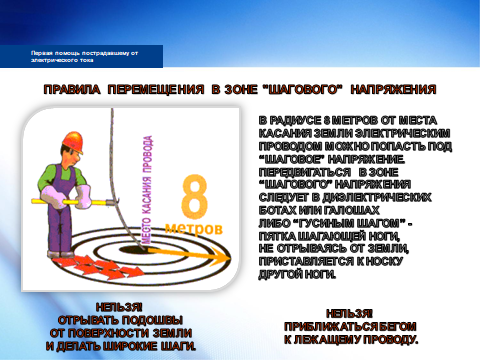 Первая помощь пострадавшему от
электрического тока
ПРАВИЛА ПЕРЕМЕЩЕНИЯ В ЗОНЕ "ШАГОВОГО" НАПРЯЖЕНИЯ
МЕСТО КАСАНИЯ ПРОВОДА
8
метров
В РАДИУСЕ 8 МЕТРОВ ОТ МЕСТА
КАСАНИЯ ЗЕМЛИ ЭЛЕКТРИЧЕСКИМ
ПРОВОДОМ МОЖНО ПОПАСТЬ ПОД
"ШАГОВОЕ" НАПРЯЖЕНИЕ.
ПЕРЕДВИГАТЬСЯ В ЗОНЕ
"ШАГОВОГО" НАПРЯЖЕНИЯ
СЛЕДУЕТ В ДИЭЛЕКТРИЧЕСКИХ
БОТАХ ИЛИ ГАЛОШАХ
ЛИБО "ГУСИНЫМ ШАГОМ" -
ПЯТКА ШАГАЮЩЕЙ НОГИ,
НЕ ОТРЫВАЯСЬ ОТ ЗЕМЛИ,
ПРИСТАВЛЯЕТСЯ К НОСКУ
ДРУГОЙ НОГИ.
НЕЛЬЗЯ!
ОТРЫВАТЬ ПОДОШВЫ
ОТ ПОВЕРХНОСТИ ЗЕМЛИ
И ДЕЛАТЬ ШИРОКИЕ ШАГИ.
НЕЛЬЗЯ!
ПРИБЛИЖАТЬСЯ БЕГОМ
К ЛЕЖАЩЕМУ ПРОВОДУ.